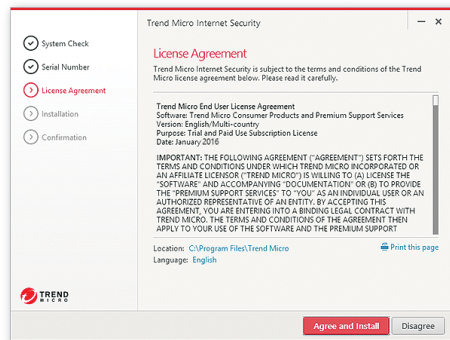 Trend Micro Internet Security
System Check
Serial Number
License Agreement
Installation
Confirmation
License Agreement
Trend Micro Internet Security is subject to the terms and conditions of the Trend
Micro license agreement below. Please read it carefully.
Trend Micro End User License Agreement
Software: Trend Micro Consumer Products and Premium Support Services
Version: English/Multi-country
Purpose: Trial and Paid Use Subscription License
Date: January 2016
IMPORTANT: THE FOLLOWING AGREEMENT ("AGREEMENT") SETS FORTH THE
TERMS AND CONDITIONS UNDER WHICH TREND MICRO INCORPORATED OR
AN AFFILIATE LICENSOR ("TREND MICRO") IS WILLING TO (A) LICENSE THE
"SOFTWARE" AND ACCOMPANYING "DOCUMENTATION" OR (B) TO PROVIDE
THE "PREMIUM SUPPORT SERVICES" TO "YOU" AS AN INDIVIDUAL USER OR AN
AUTHORIZED REPRESENTATIVE OF AN ENTITY. BY ACCEPTING THIS
AGREEMENT, YOU ARE ENTERING INTO A BINDING LEGAL CONTRACT WITH
TREND MICRO. THE TERMS AND CONDITIONS OF THE AGREEMENT THEN
APPLY TO YOUR USE OF THE SOFTWARE AND THE PREMIUM SUPPORT
Location: C:\Program Files\Trend Micro
Print this page
Language: English
TREND
MICRO
Agree and Install
Disagree